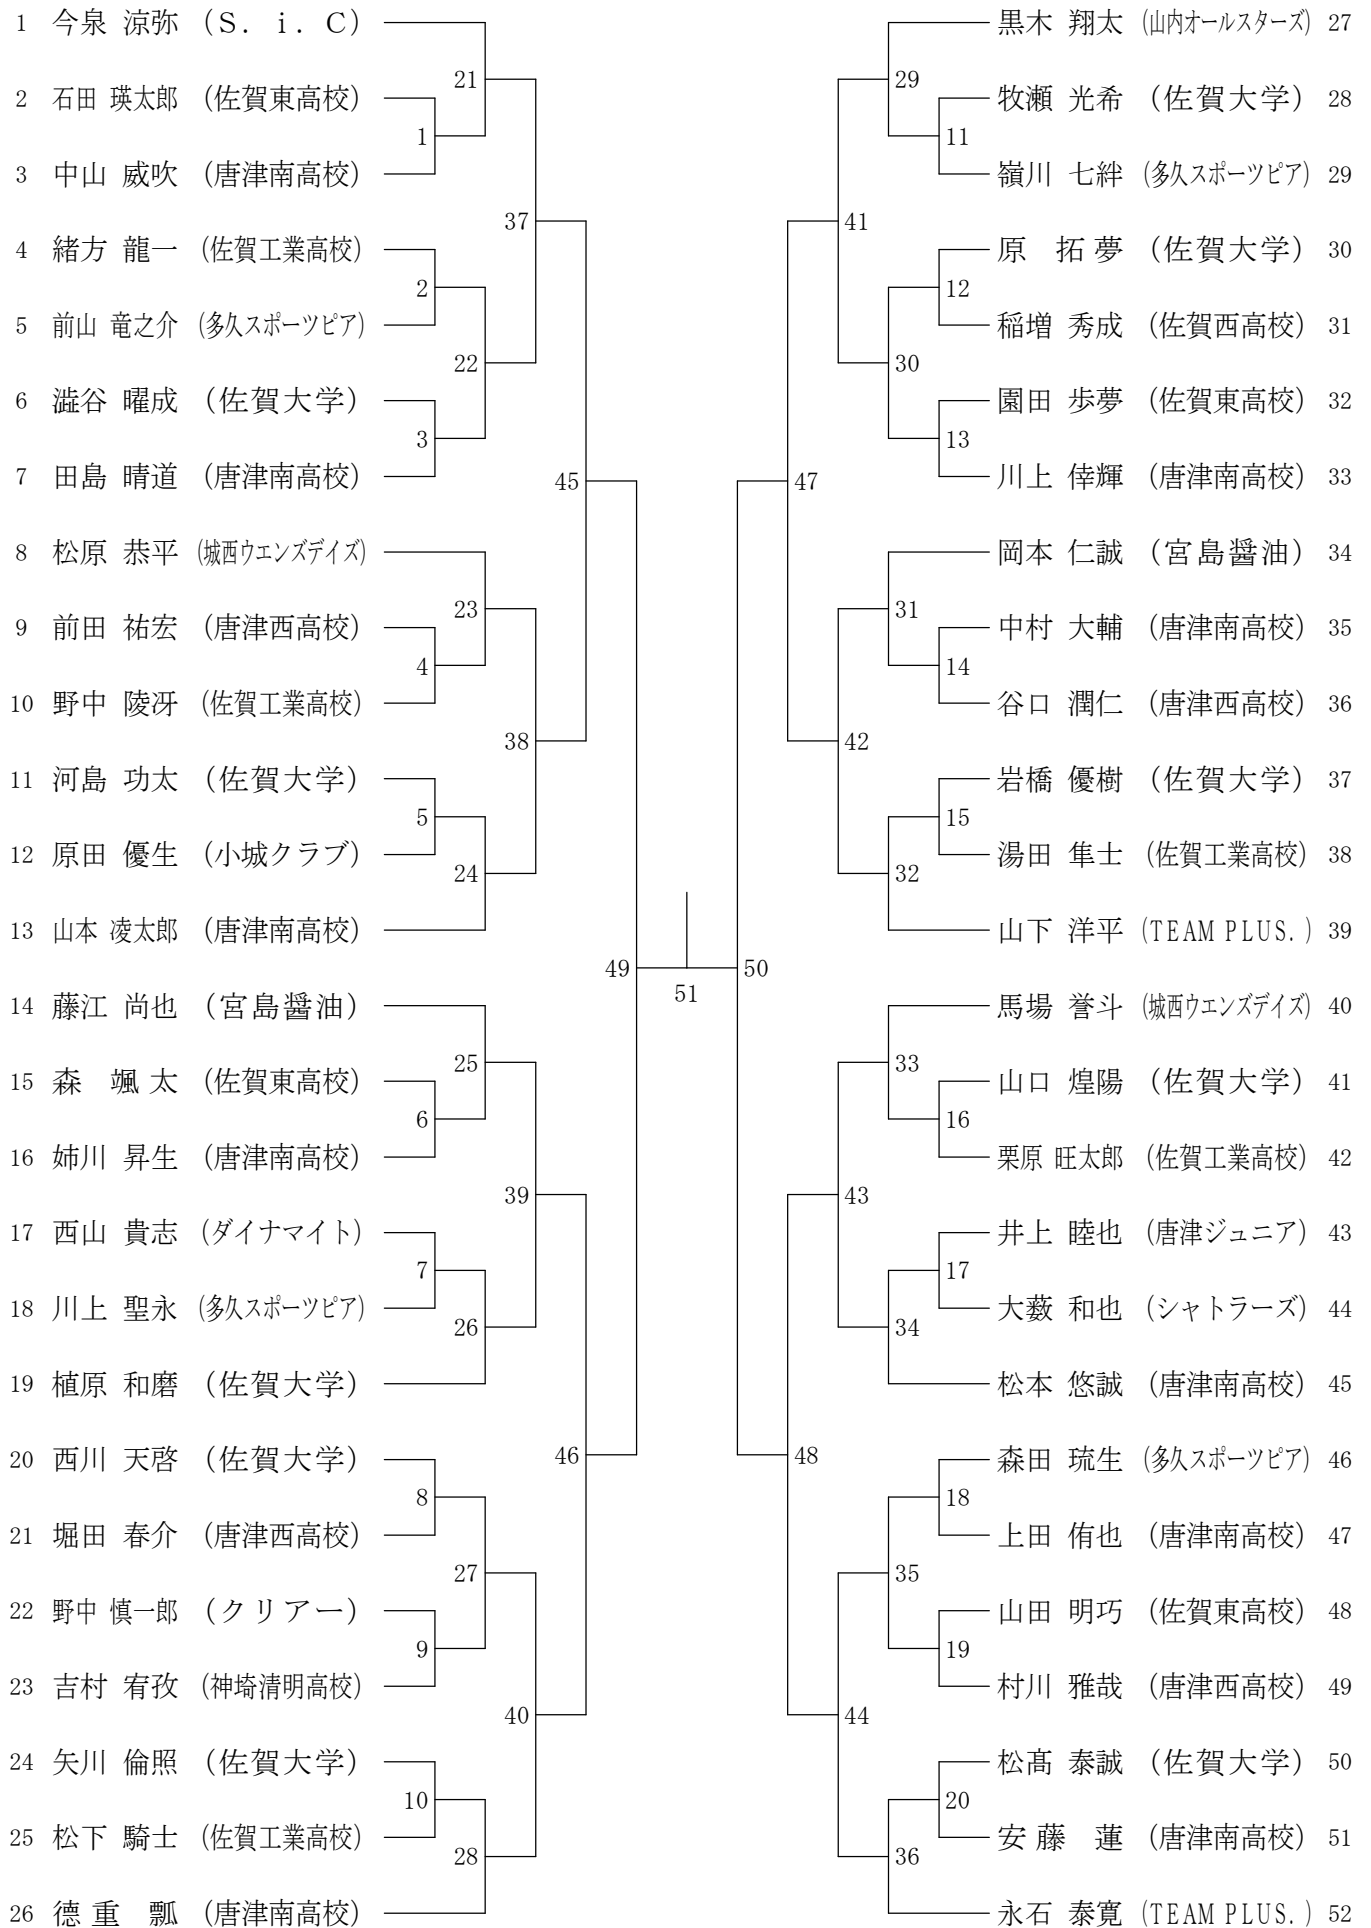 1 今泉 涼弥 (S. i. C)
21
2 石田 瑛太郎 (佐賀東高校)
1
3 中山 威吹 (唐津南高校)
37
4 緒方 龍一 (佐賀工業高校)
2
5 前山 竜之介 (多久スポーツピア)
22
6 澁谷 曜成 (佐賀大学)
3
7 田島 晴道 (唐津南高校)
45
8 松原 恭平 (城西ウエンズデイズ)
23
9 前田 祐宏 (唐津西高校)
4
10 野中 陵冴 (佐賀工業高校)
38
11 河島 功太 (佐賀大学)
5
12 原田 優生 (小城クラブ)
24
13 山本 凌太郎 (唐津南高校)
49
14 藤江 尚也 (宮島醤油)
25
15 森 颯太 (佐賀東高校)
6
16 姉川 昇生 (唐津南高校)
39
17 西山 貴志 (ダイナマイト)
7
18 川上 聖永 (多久スポーツピア)
26
19 植原 和磨 (佐賀大学)
46
20 西川 天啓 (佐賀大学)
8
21 堀田 春介 (唐津西高校)
27
22 野中 慎一郎 (クリアー)
9
23 吉村 宥孜 (神埼清明高校)
40
24 矢川 倫照 (佐賀大学)
10
25 松下 騎士 (佐賀工業高校)
28
26 德重 瓢 (唐津南高校)
51
黒木 翔太 (山内オールスターズ) 27
29
牧瀬 光希 (佐賀大学) 28
11
嶺川 七絆 (多久スポーツピア) 29
41
原 拓夢 (佐賀大学) 30
12
稲増 秀成 (佐賀西高校) 31
30
園田 歩夢 (佐賀東高校) 32
13
川上 倖輝 (唐津南高校) 33
47
岡本 仁誠 (宮島醤油) 34
31
中村 大輔 (唐津南高校) 35
14
谷口 潤仁 (唐津西高校) 36
42
岩橋 優樹 (佐賀大学) 37
15
湯田 隼士 (佐賀工業高校) 38
32
山下 洋平 (TEAM PLUS.) 39
50
馬場 誉斗 (城西ウエンズデイズ) 40
33
山口 煌陽 (佐賀大学) 41
16
栗原 旺太郎 (佐賀工業高校) 42
43
井上 睦也 (唐津ジュニア) 43
17
大薮 和也 (シャトラーズ) 44
34
松本 悠誠 (唐津南高校) 45
48
森田 琉生 (多久スポーツピア) 46
18
上田 侑也 (唐津南高校) 47
35
山田 明巧 (佐賀東高校) 48
19
村川 雅哉 (唐津西高校) 49
44
松髙 泰誠 (佐賀大学) 50
20
安藤 蓮 (唐津南高校) 51
36
永石 泰寛 (TEAM PLUS.) 52